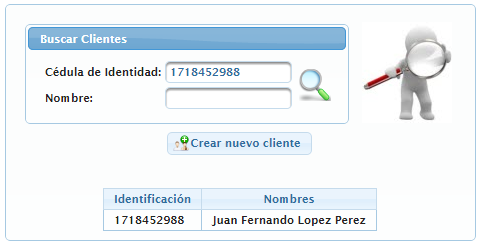 Buscar Clientes
Cédula de Identidad: 1718452988
Nombre:
Crear nuevo cliente
Identificación Nombres
1718452988 Juan Fernando Lopez Perez